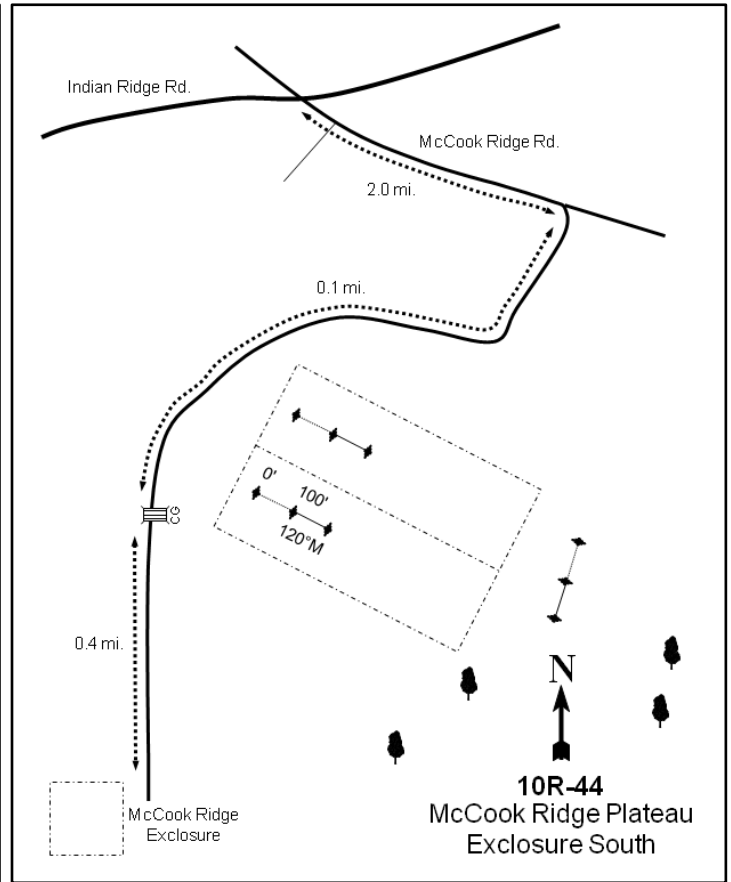 Indian Ridge Rd.
McCook Ridge Rd.
2.0 mi.
0.1 mi.
0'
100'
120°M
CG
0.4 mi.
N
McCook Ridge
Exclosure
10R-44
McCook Ridge Plateau
Exclosure South